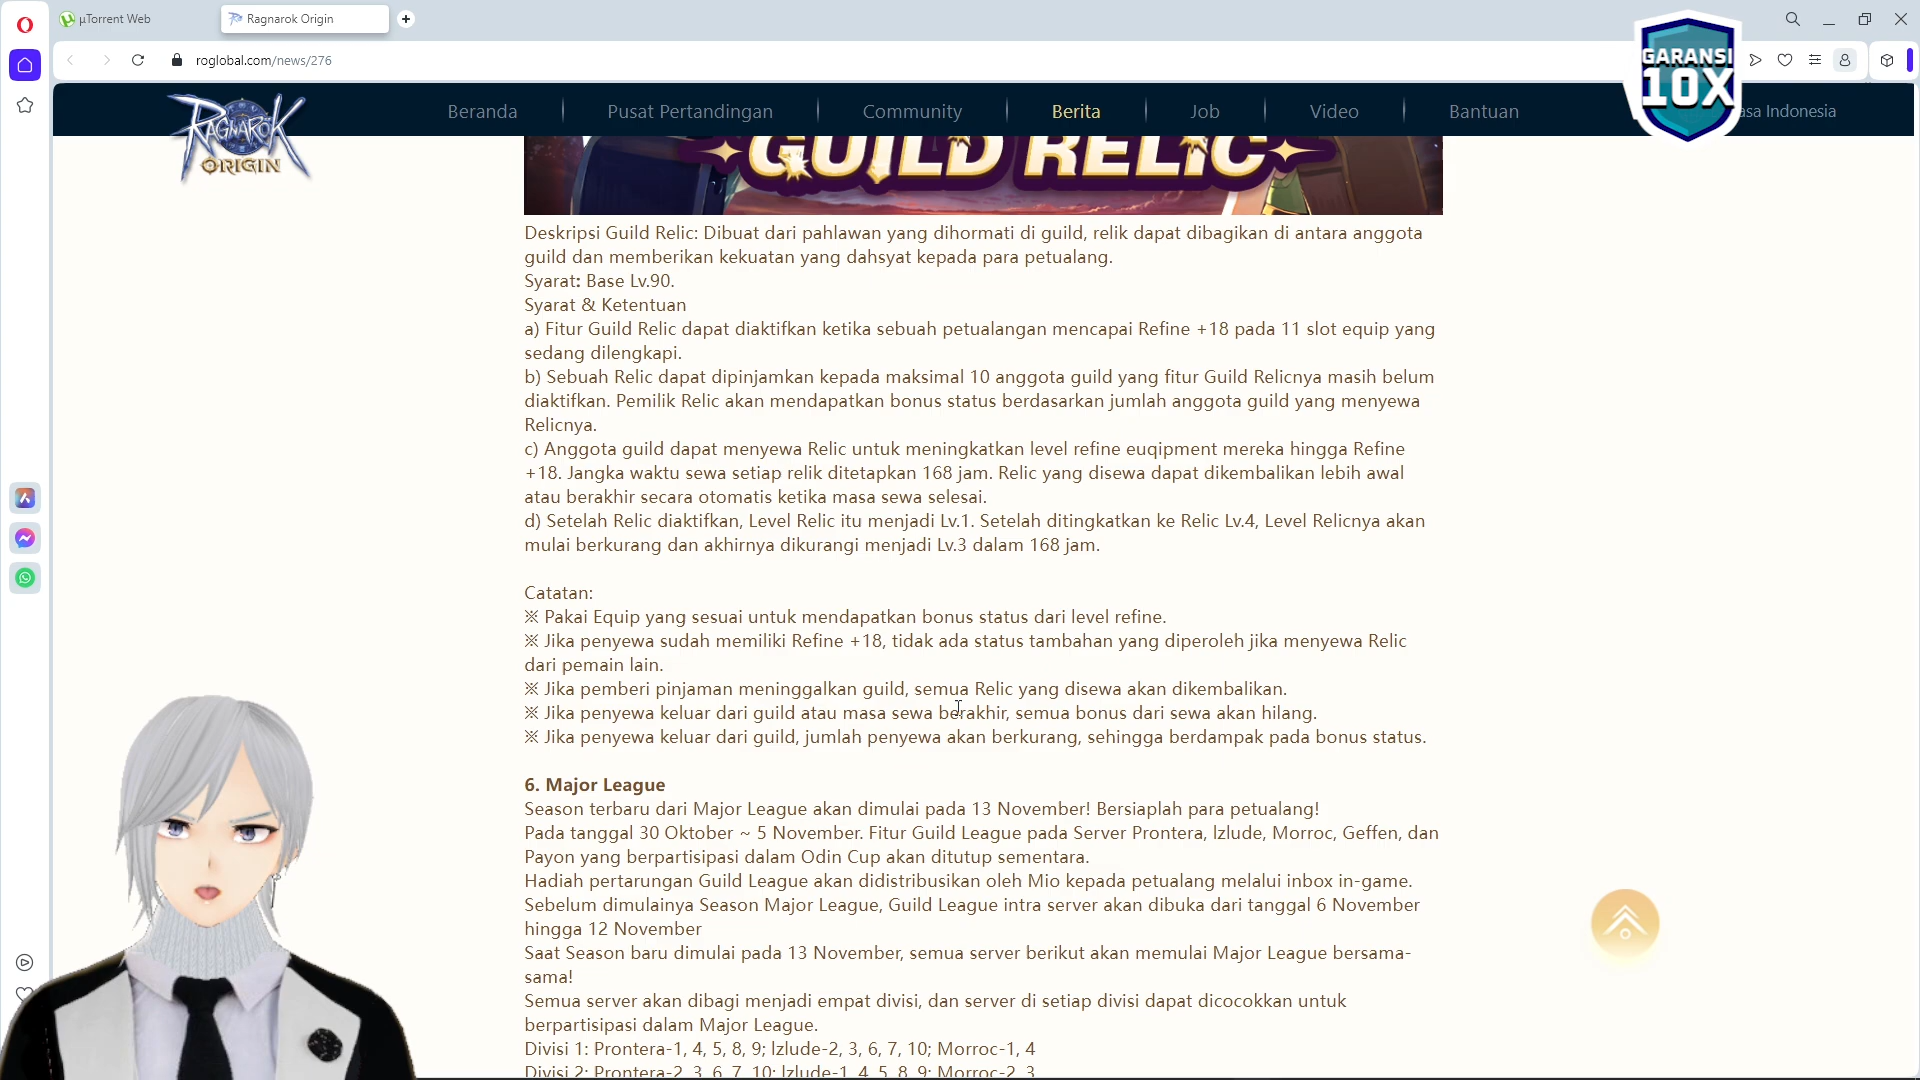 µTorrent Web
Ragnarok Origin
roglobal.com/news/276
GARANSI
10X
RAGNAROK
ORIGIN
Beranda
Pusat Pertandingan
Community
Berita
Job
Video
Bantuan
asa Indonesia
GUILD RELIC
Deskripsi Guild Relic: Dibuat dari pahlawan yang dihormati di guild, relik dapat dibagikan di antara anggota
guild dan memberikan kekuatan yang dahsyat kepada para petualang.
Syarat: Base Lv.90.
Syarat & Ketentuan
a) Fitur Guild Relic dapat diaktifkan ketika sebuah petualangan mencapai Refine +18 pada 11 slot equip yang
sedang dilengkapi.
b) Sebuah Relic dapat dipinjamkan kepada maksimal 10 anggota guild yang fitur Guild Relicnya masih belum
diaktifkan. Pemilik Relic akan mendapatkan bonus status berdasarkan jumlah anggota guild yang menyewa
Relicnya.
c) Anggota guild dapat menyewa Relic untuk meningkatkan level refine euqipment mereka hingga Refine
+18. Jangka waktu sewa setiap relik ditetapkan 168 jam. Relic yang disewa dapat dikembalikan lebih awal
atau berakhir secara otomatis ketika masa sewa selesai.
d) Setelah Relic diaktifkan, Level Relic itu menjadi Lv.1. Setelah ditingkatkan ke Relic Lv.4, Level Relicnya akan
mulai berkurang dan akhirnya dikurangi menjadi Lv.3 dalam 168 jam.
Catatan:
※ Pakai Equip yang sesuai untuk mendapatkan bonus status dari level refine.
※ Jika penyewa sudah memiliki Refine +18, tidak ada status tambahan yang diperoleh jika menyewa Relic
dari pemain lain.
※ Jika pemberi pinjaman meninggalkan guild, semua Relic yang disewa akan dikembalikan.
※ Jika penyewa keluar dari guild atau masa sewa berakhir, semua bonus dari sewa akan hilang.
※ Jika penyewa keluar dari guild, jumlah penyewa akan berkurang, sehingga berdampak pada bonus status.
6. Major League
Season terbaru dari Major League akan dimulai pada 13 November! Bersiaplah para petualang!
Pada tanggal 30 Oktober ~ 5 November. Fitur Guild League pada Server Prontera, lzlude, Morroc, Geffen, dan
Payon yang berpartisipasi dalam Odin Cup akan ditutup sementara.
Hadiah pertarungan Guild League akan didistribusikan oleh Mio kepada petualang melalui inbox in-game.
Sebelum dimulainya Season Major League, Guild League intra server akan dibuka dari tanggal 6 November
hingga 12 November
Saat Season baru dimulai pada 13 November, semua server berikut akan memulai Major League bersama-
sama!
Semua server akan dibagi menjadi empat divisi, dan server di setiap divisi dapat dicocokkan untuk
berpartisipasi dalam Major League.
Divisi 1: Prontera-1, 4, 5, 8, 9; lzlude-2, 3, 6, 7, 10; Morroc-1, 4
Divisi 2: Prontera-2, 3, 6, 7, 10; lzlude-1, 4, 5, 8, 9; Morroc-2, 3